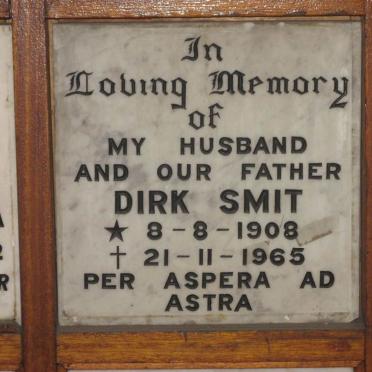 In
Loving Memory
of
MY HUSBAND
AND OUR FATHER
DIRK SMIT
★ 8-8-1908
† 21-11-1965
PER ASPERA AD
ASTRA